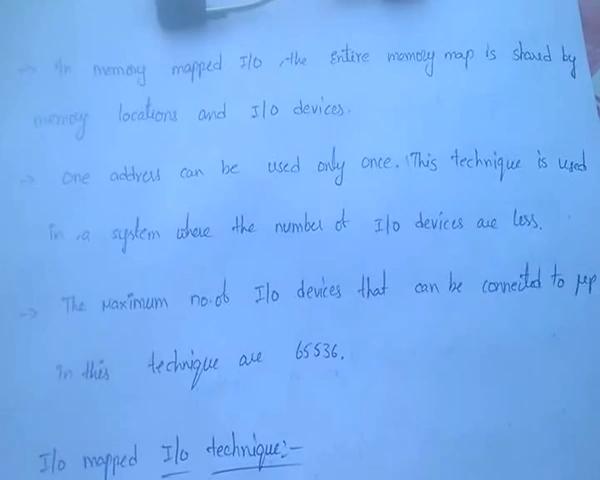 → In memory mapped I/O, the entire memory map is shared by
memory locations and I/O devices.
→ One address can be used only once. This technique is used
in a system where the number of I/O devices are less.
→ The maximum no. of I/O devices that can be connected to μp
in this technique are 65536.
I/o mapped I/o technique:-